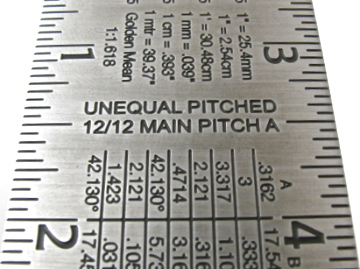 1
3
1" = 25.4mm
1" = 2.54cm
1' = 30.48cm
1 mm = .039"
1 cm = .393"
1 mtr = 39.37"
Golden Mean
1:1.618
UNEQUAL PITCHED
12/12 MAIN PITCH A
A
.3162
3
3.317
2.121
.4714
2.121
1.423
42.130°
42.130°
2
4
B